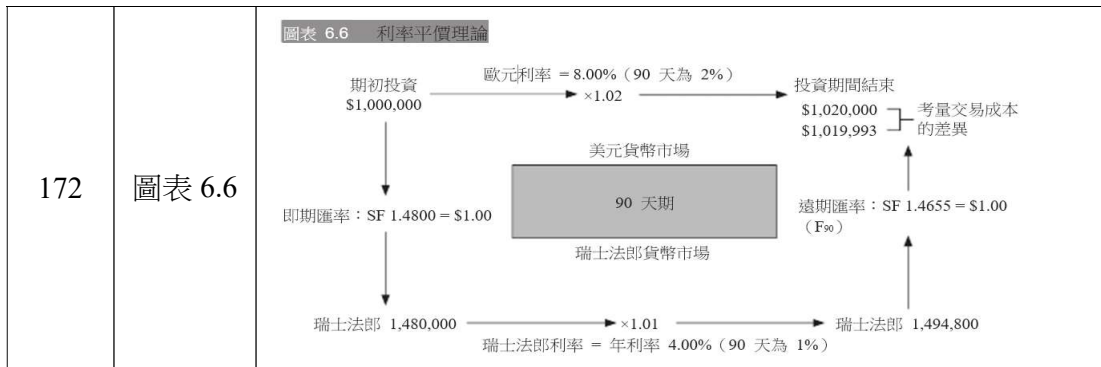 172
圖表 6.6
圖表 6.6 利率平價理論
期初投資
$1,000,000
歐元利率 = 8.00%（90 天為 2%）
×1.02
投資期間結束
$1,020,000
$1,019,993
考量交易成本
的差異
美元貨幣市場
90 天期
瑞士法郎貨幣市場
即期匯率：SF 1.4800 = $1.00
遠期匯率：SF 1.4655 = $1.00
（F90）
瑞士法郎 1,480,000
×1.01
瑞士法郎 1,494,800
瑞士法郎利率 = 年利率 4.00%（90 天為 1%）